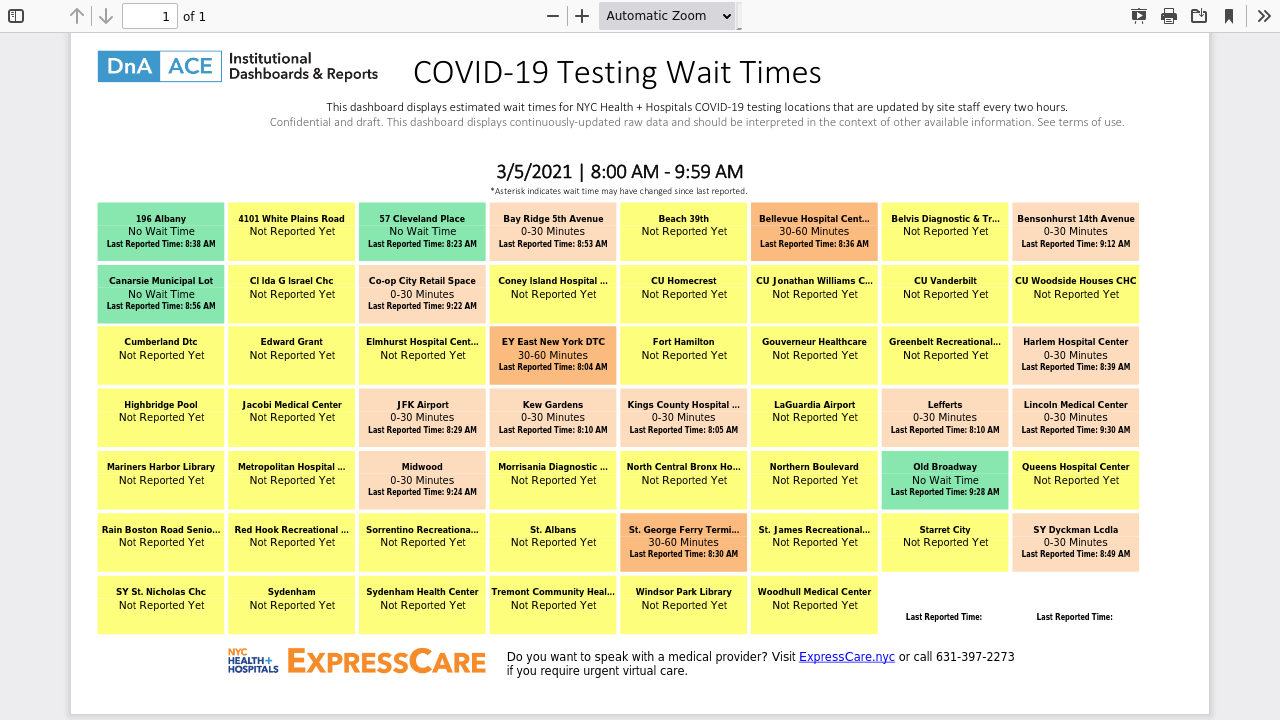 1 of 1 Automatic Zoom
DnA ACE Institutional
Dashboards & Reports
COVID-19 Testing Wait Times
This dashboard displays estimated wait times for NYC Health + Hospitals COVID-19 testing locations that are updated by site staff every two hours.
Confidential and draft. This dashboard displays continuously-updated raw data and should be interpreted in the context of other available information. See terms of use.
3/5/2021 | 8:00 AM - 9:59 AM
*Asterisk indicates wait time may have changed since last reported.
196 Albany
No Wait Time
Last Reported Time: 8:38 AM
4101 White Plains Road
Not Reported Yet
57 Cleveland Place
No Wait Time
Last Reported Time: 8:23 AM
Bay Ridge 5th Avenue
0-30 Minutes
Last Reported Time: 8:53 AM
Beach 39th
Not Reported Yet
Bellevue Hospital Cent...
30-60 Minutes
Last Reported Time: 8:36 AM
Belvis Diagnostic & Tr...
Not Reported Yet
Bensonhurst 14th Avenue
0-30 Minutes
Last Reported Time: 9:12 AM
Canarsie Municipal Lot
No Wait Time
Last Reported Time: 8:56 AM
Cl Ida G Israel Chc
Not Reported Yet
Co-op City Retail Space
0-30 Minutes
Last Reported Time: 9:22 AM
Coney Island Hospital ...
Not Reported Yet
CU Homecrest
Not Reported Yet
CU Jonathan Williams C...
Not Reported Yet
CU Vanderbilt
Not Reported Yet
CU Woodside Houses CHC
Not Reported Yet
Cumberland Dtc
Not Reported Yet
Edward Grant
Not Reported Yet
Elmhurst Hospital Cent...
Not Reported Yet
EY East New York DTC
30-60 Minutes
Last Reported Time: 8:04 AM
Fort Hamilton
Not Reported Yet
Gouverneur Healthcare
Not Reported Yet
Greenbelt Recreational...
Not Reported Yet
Harlem Hospital Center
0-30 Minutes
Last Reported Time: 8:39 AM
Highbridge Pool
Not Reported Yet
Jacobi Medical Center
Not Reported Yet
JFK Airport
0-30 Minutes
Last Reported Time: 8:29 AM
Kew Gardens
0-30 Minutes
Last Reported Time: 8:10 AM
Kings County Hospital ...
0-30 Minutes
Last Reported Time: 8:05 AM
LaGuardia Airport
Not Reported Yet
Lefferts
0-30 Minutes
Last Reported Time: 8:10 AM
Lincoln Medical Center
0-30 Minutes
Last Reported Time: 9:30 AM
Mariners Harbor Library
Not Reported Yet
Metropolitan Hospital ...
Not Reported Yet
Midwood
0-30 Minutes
Last Reported Time: 9:24 AM
Morrisania Diagnostic ...
Not Reported Yet
North Central Bronx Ho...
Not Reported Yet
Northern Boulevard
Not Reported Yet
Old Broadway
No Wait Time
Last Reported Time: 9:28 AM
Queens Hospital Center
Not Reported Yet
Rain Boston Road Senio...
Not Reported Yet
Red Hook Recreational ...
Not Reported Yet
Sorrentino Recreationa...
Not Reported Yet
St. Albans
Not Reported Yet
St. George Ferry Termi...
30-60 Minutes
Last Reported Time: 8:30 AM
St. James Recreational...
Not Reported Yet
Starret City
Not Reported Yet
SY Dyckman Lcdla
0-30 Minutes
Last Reported Time: 8:49 AM
SY St. Nicholas Chc
Not Reported Yet
Sydenham
Not Reported Yet
Sydenham Health Center
Not Reported Yet
Tremont Community Heal...
Not Reported Yet
Windsor Park Library
Not Reported Yet
Woodhull Medical Center
Not Reported Yet
Last Reported Time:
Last Reported Time:
NYC
HEALTH+
HOSPITALS
EXPRESSCARE
Do you want to speak with a medical provider? Visit ExpressCare.nyc or call 631-397-2273
if you require urgent virtual care.